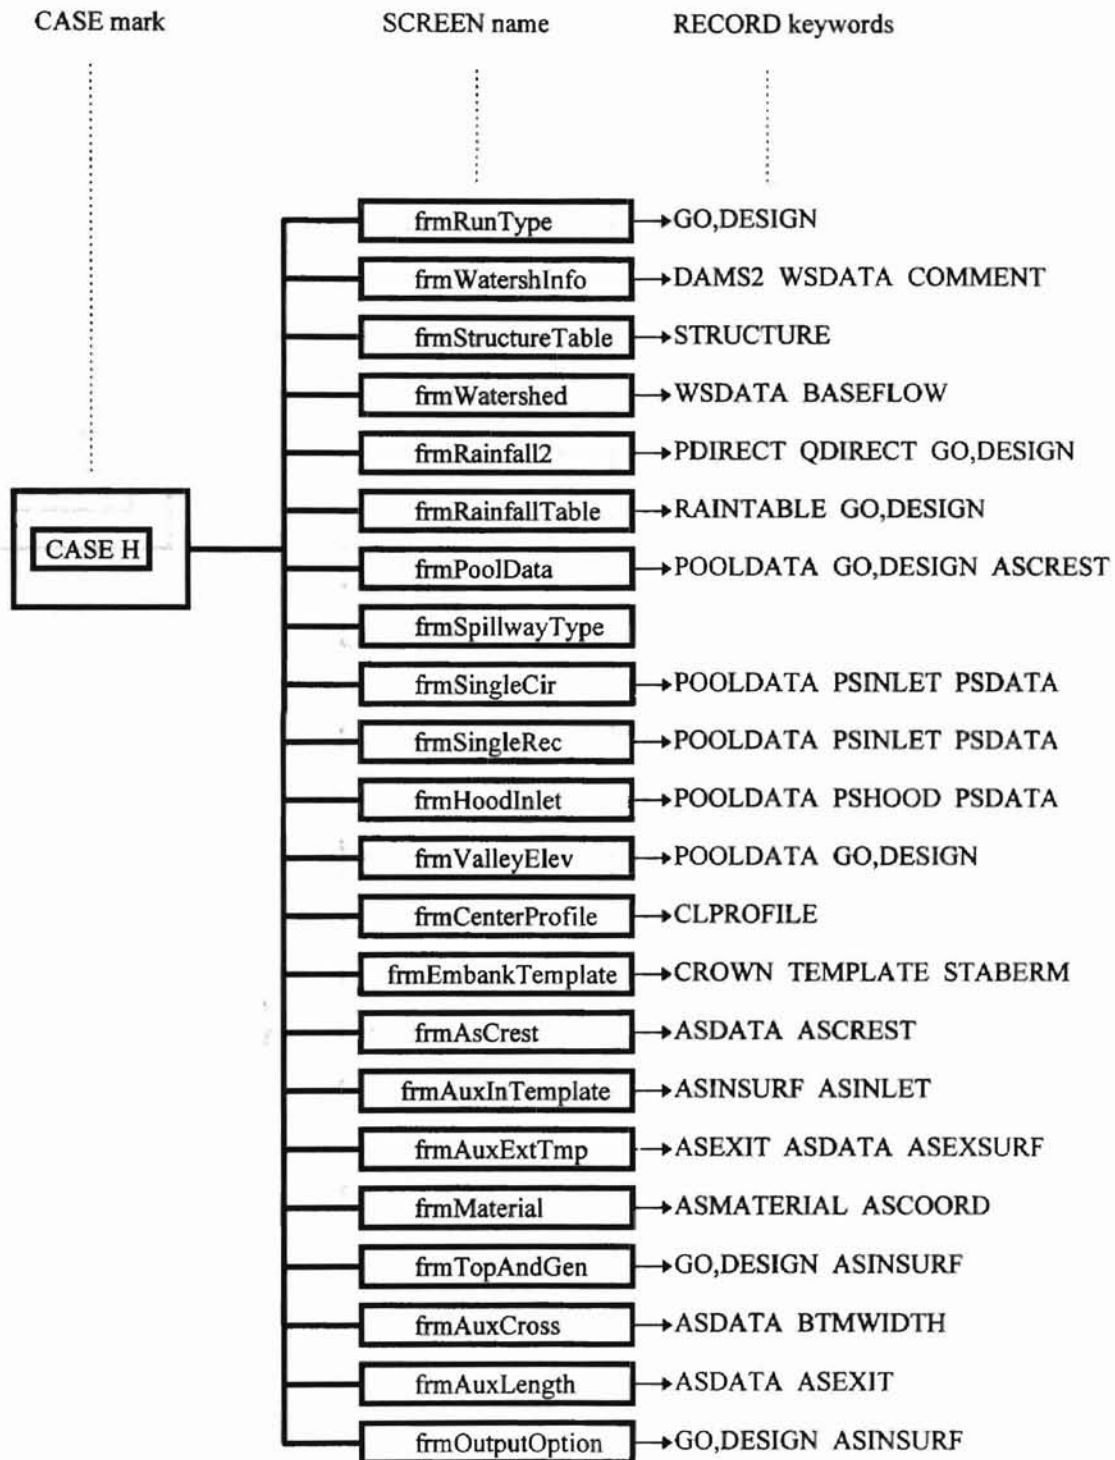 CASE mark SCREEN name RECORD keywords
frmRunType GO,DESIGN
frmWatershInfo DAMS2 WSDATA COMMENT
frmStructureTable STRUCTURE
frmWatershed WSDATA BASEFLOW
frmRainfall2 PDIRECT QDIRECT GO,DESIGN
frmRainfallTable RAINTABLE GO,DESIGN
CASE H
frmPoolData POOLDATA GO,DESIGN ASCREST
frmSpillwayType
frmSingleCir POOLDATA PSINLET PSDATA
frmSingleRec POOLDATA PSINLET PSDATA
frmHoodInlet POOLDATA PSHOOD PSDATA
frmValleyElev POOLDATA GO,DESIGN
frmCenterProfile CLPROFILE
frmEmbankTemplate CROWN TEMPLATE STABERM
frmAsCrest ASDATA ASCREST
frmAuxInTemplate ASINSURF ASINLET
frmAuxExtTmp ASEXIT ASDATA ASEXSURF
frmMaterial ASMATERIAL ASCOORD
frmTopAndGen GO,DESIGN ASINSURF
frmAuxCross ASDATA BTMWIDTH
frmAuxLength ASDATA ASEXIT
frmOutputOption GO,DESIGN ASINSURF